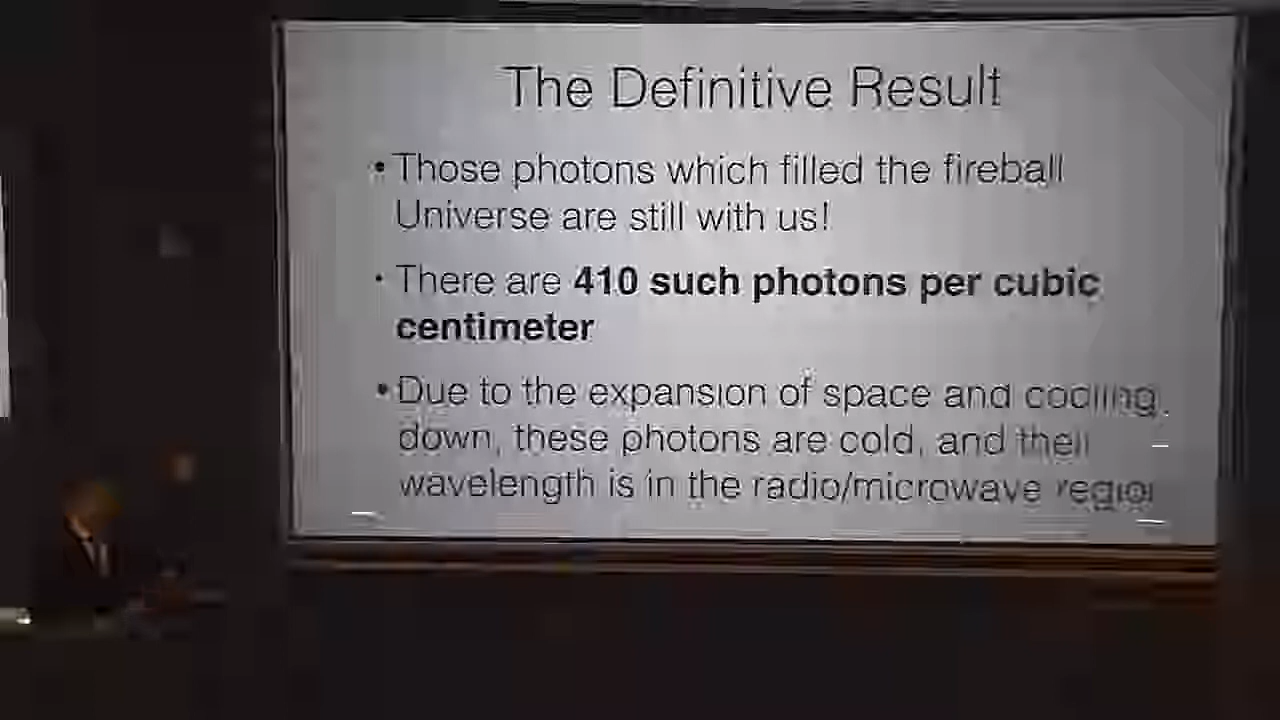 The Definitive Result
• Those photons which filled the fireball
Universe are still with us!
• There are 410 such photons per cubic
centimeter
• Due to the expansion of space and cooling
down, these photons are cold, and their
wavelength is in the radio/microwave region